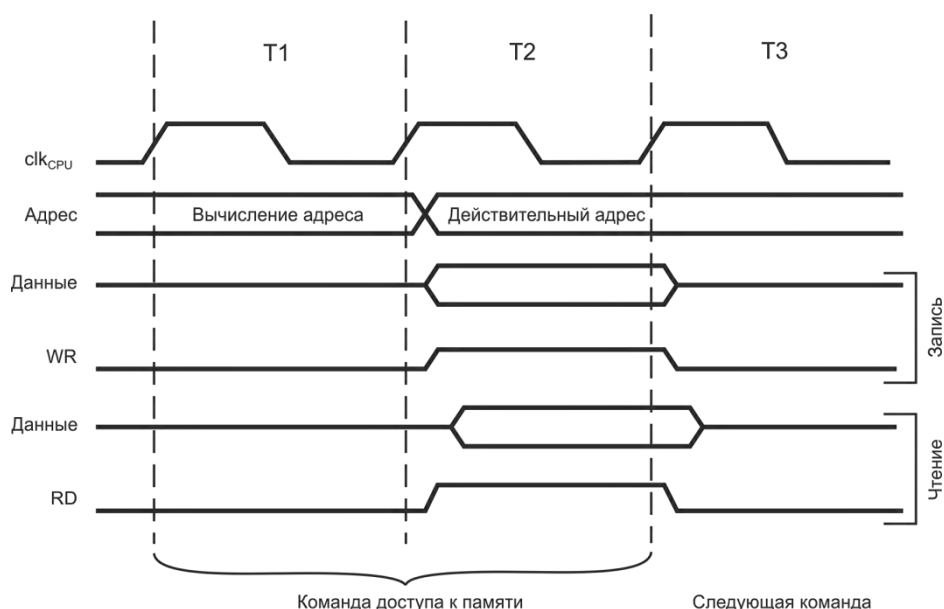 T1
T2
T3
clkCPU
Адрес
Вычисление адреса
Действительный адрес
Данные
WR
Запись
Данные
RD
Чтение
Команда доступа к памяти
Следующая команда